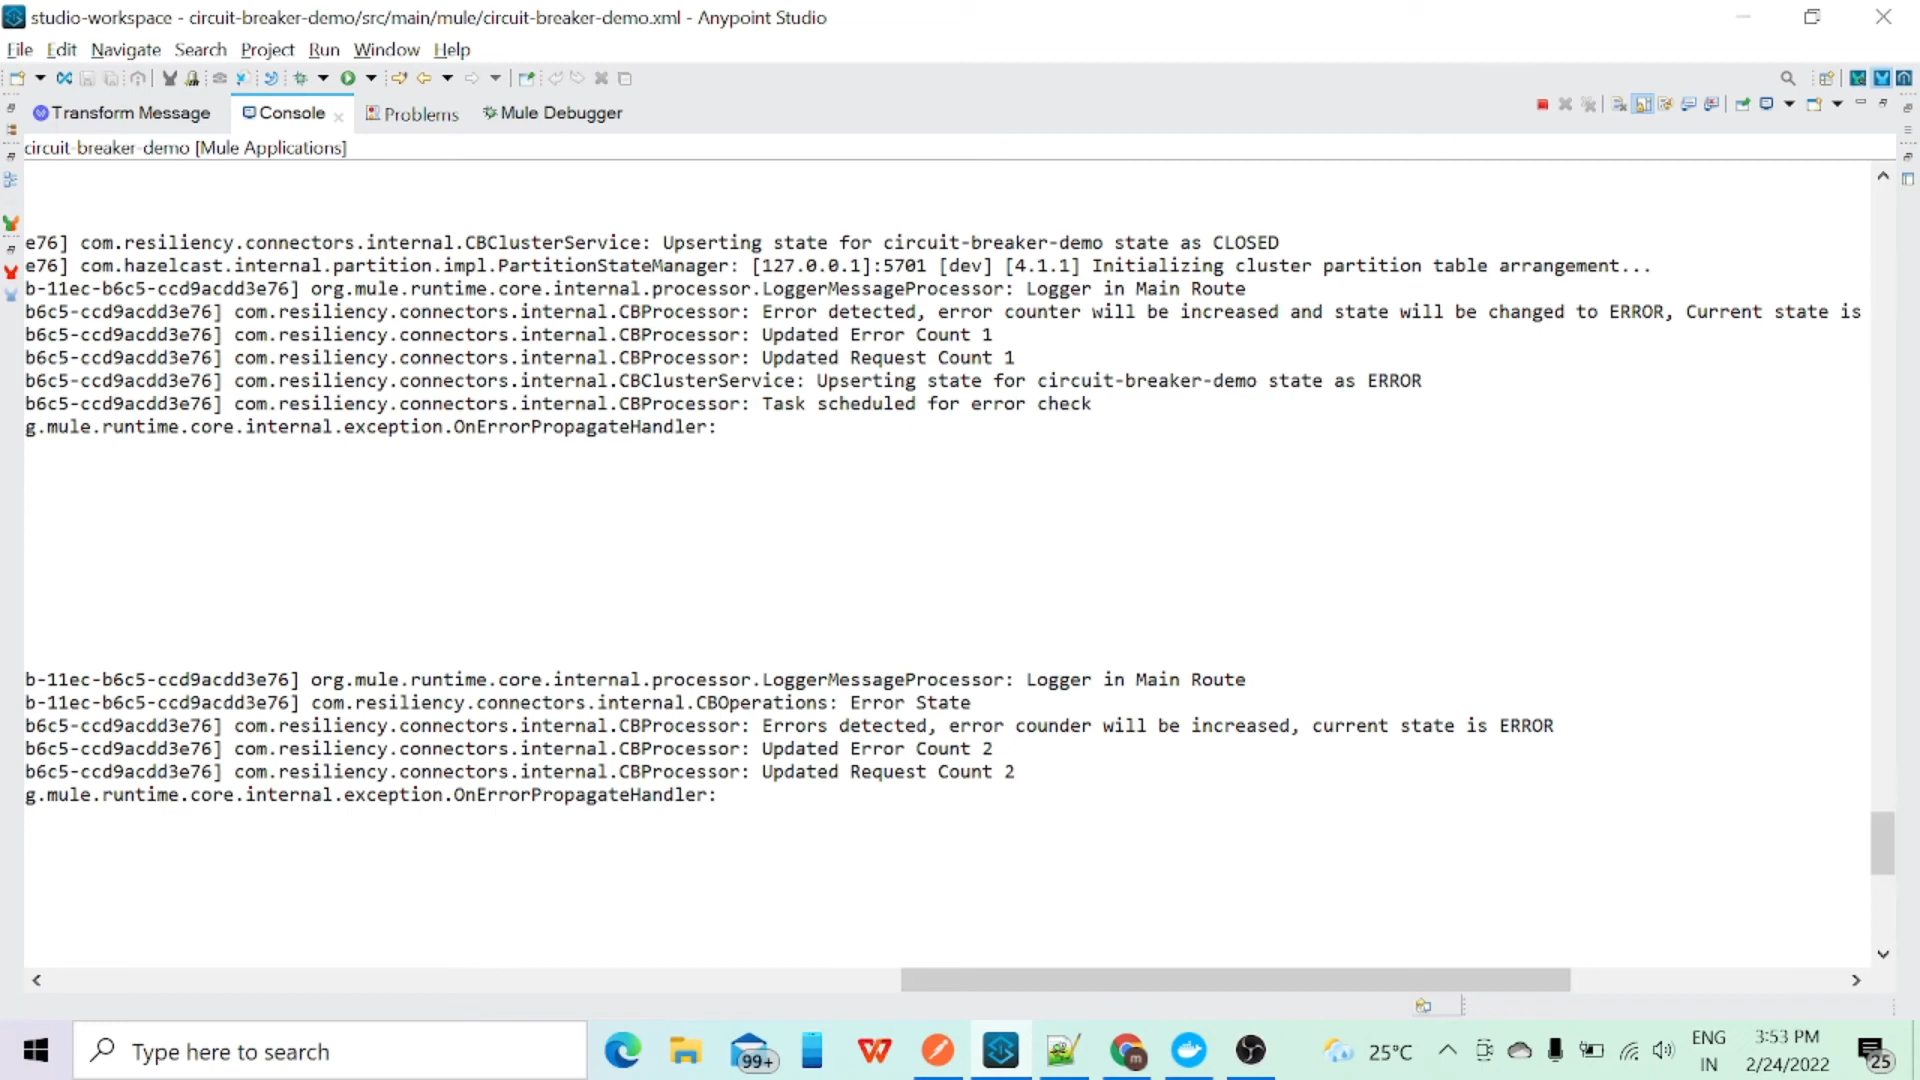 studio-workspace - circuit-breaker-demo/src/main/mule/circuit-breaker-demo.xml - Anypoint Studio
File Edit Navigate Search Project Run Window Help
Transform Message Console Problems Mule Debugger
circuit-breaker-demo [Mule Applications]
e76] com.resiliency.connectors.internal.CBClusterService: Upserting state for circuit-breaker-demo state as CLOSED
e76] com.hazelcast.internal.partition.impl.PartitionStateManager: [127.0.0.1]:5701 [dev] [4.1.1] Initializing cluster partition table arrangement...
b-11ec-b6c5-ccd9acdd3e76] org.mule.runtime.core.internal.processor.LoggerMessageProcessor: Logger in Main Route
b6c5-ccd9acdd3e76] com.resiliency.connectors.internal.CBProcessor: Error detected, error counter will be increased and state will be changed to ERROR, Current state is
b6c5-ccd9acdd3e76] com.resiliency.connectors.internal.CBProcessor: Updated Error Count 1
b6c5-ccd9acdd3e76] com.resiliency.connectors.internal.CBProcessor: Updated Request Count 1
b6c5-ccd9acdd3e76] com.resiliency.connectors.internal.CBClusterService: Upserting state for circuit-breaker-demo state as ERROR
b6c5-ccd9acdd3e76] com.resiliency.connectors.internal.CBProcessor: Task scheduled for error check
g.mule.runtime.core.internal.exception.OnErrorPropagateHandler:
b-11ec-b6c5-ccd9acdd3e76] org.mule.runtime.core.internal.processor.LoggerMessageProcessor: Logger in Main Route
b-11ec-b6c5-ccd9acdd3e76] com.resiliency.connectors.internal.CBOperations: Error State
b6c5-ccd9acdd3e76] com.resiliency.connectors.internal.CBProcessor: Errors detected, error counder will be increased, current state is ERROR
b6c5-ccd9acdd3e76] com.resiliency.connectors.internal.CBProcessor: Updated Error Count 2
b6c5-ccd9acdd3e76] com.resiliency.connectors.internal.CBProcessor: Updated Request Count 2
g.mule.runtime.core.internal.exception.OnErrorPropagateHandler:
Type here to search
99+
m
25°C
ENG
IN
3:53 PM
2/24/2022
25